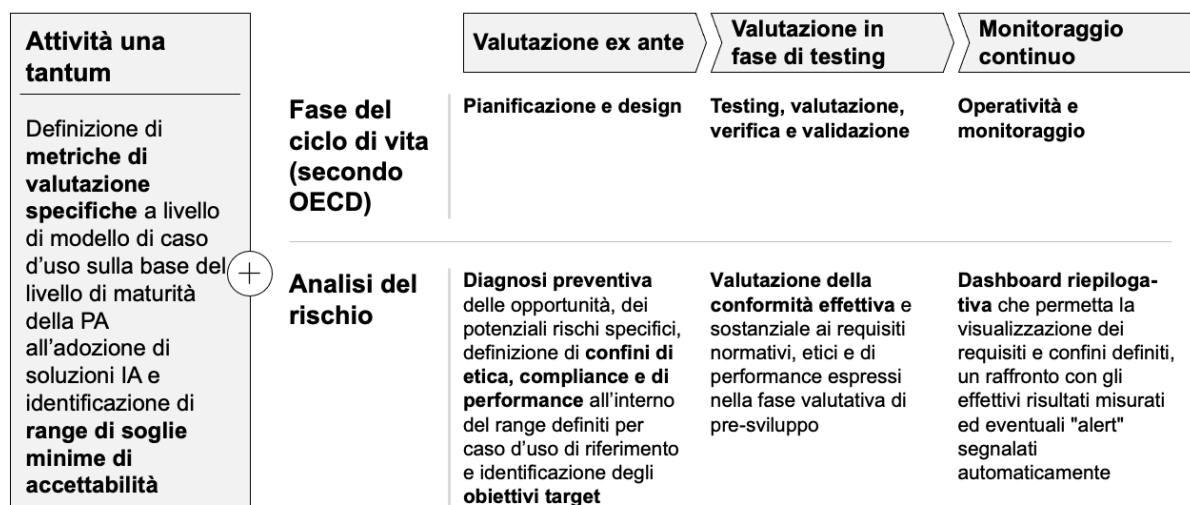 Attività una
tantum
Definizione di
metriche di
valutazione
specifiche a livello
di modello di caso
d'uso sulla base del
livello di maturità
della PA
all'adozione di
soluzioni IA e
identificazione di
range di soglie
minime di
accettabilità
+
Valutazione ex ante
Valutazione in
fase di testing
Monitoraggio
continuo
Fase del
ciclo di vita
(secondo
OECD)
Pianificazione e design
Testing, valutazione,
verifica e validazione
Operatività e
monitoraggio
Analisi del
rischio
Diagnosi preventiva
delle opportunità, dei
potenziali rischi specifici,
definizione di confini di
etica, compliance e di
performance all'interno
del range definiti per
caso d'uso di riferimento
e identificazione degli
obiettivi target
Valutazione della
conformità effettiva e
sostanziale ai requisiti
normativi, etici e di
performance espressi
nella fase valutativa di
pre-sviluppo
Dashboard riepiloga-
tiva che permetta la
visualizzazione dei
requisiti e confini definiti,
un raffronto con gli
effettivi risultati misurati
ed eventuali "alert"
segnalati
automaticamente